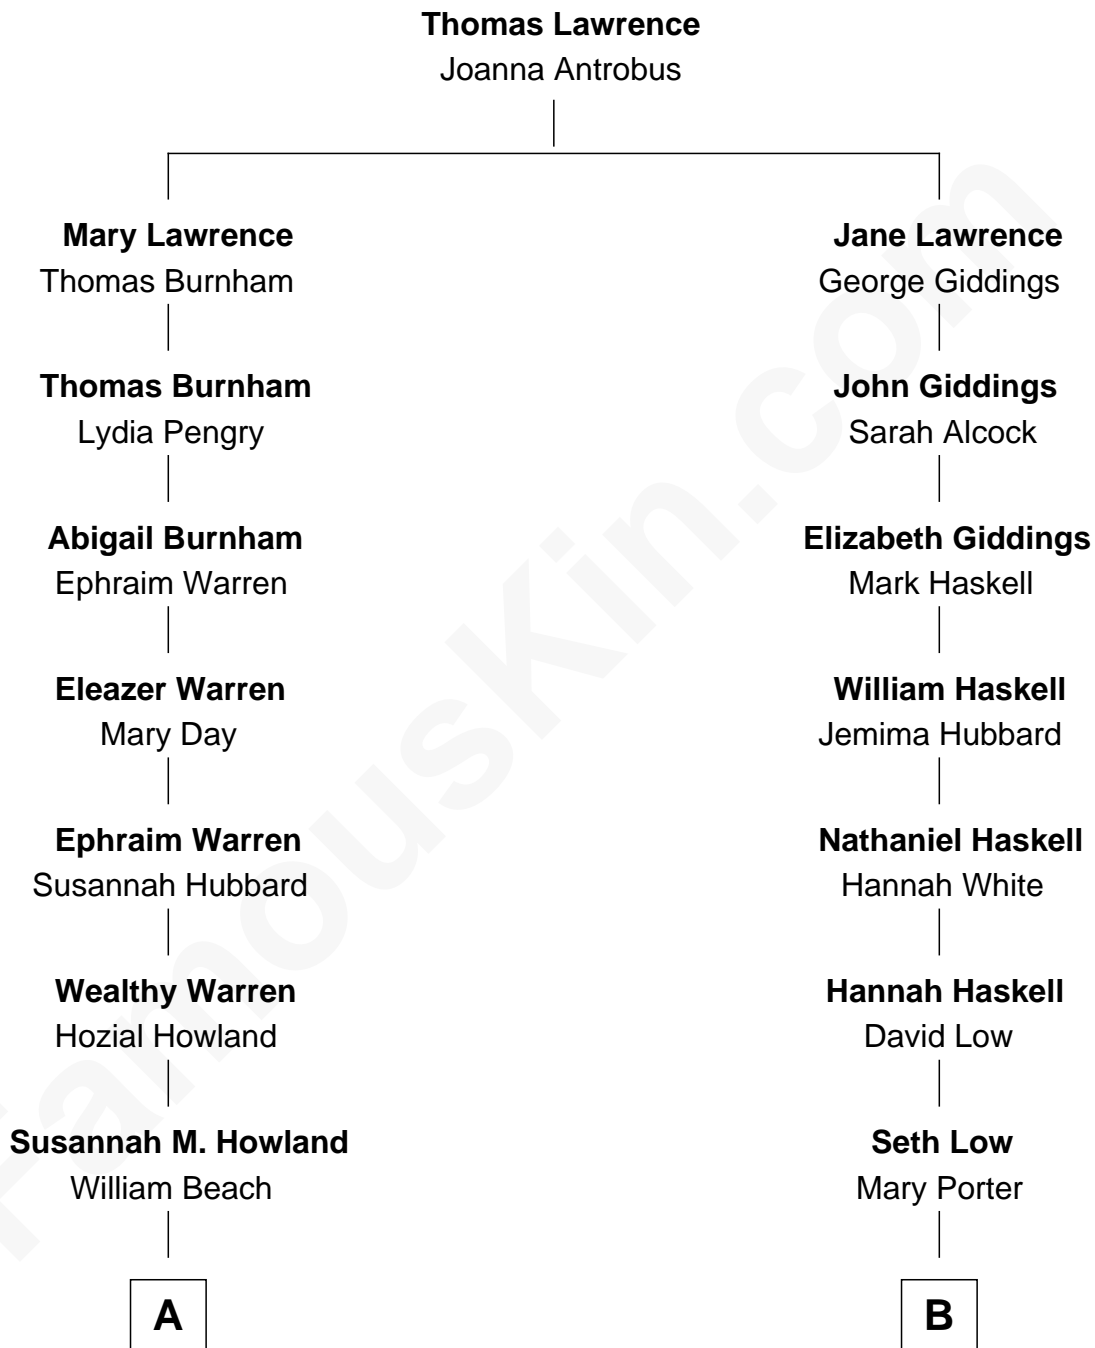 Thomas Lawrence
Joanna Antrobus
Mary Lawrence
Thomas Burnham
Thomas Burnham
Lydia Pengry
Abigail Burnham
Ephraim Warren
Eleazer Warren
Mary Day
Ephraim Warren
Susannah Hubbard
Wealthy Warren
Hozial Howland
Susannah M. Howland
William Beach
A
Jane Lawrence
George Giddings
John Giddings
Sarah Alcock
Elizabeth Giddings
Mark Haskell
William Haskell
Jemima Hubbard
Nathaniel Haskell
Hannah White
Hannah Haskell
David Low
Seth Low
Mary Porter
B
FamousKin.com